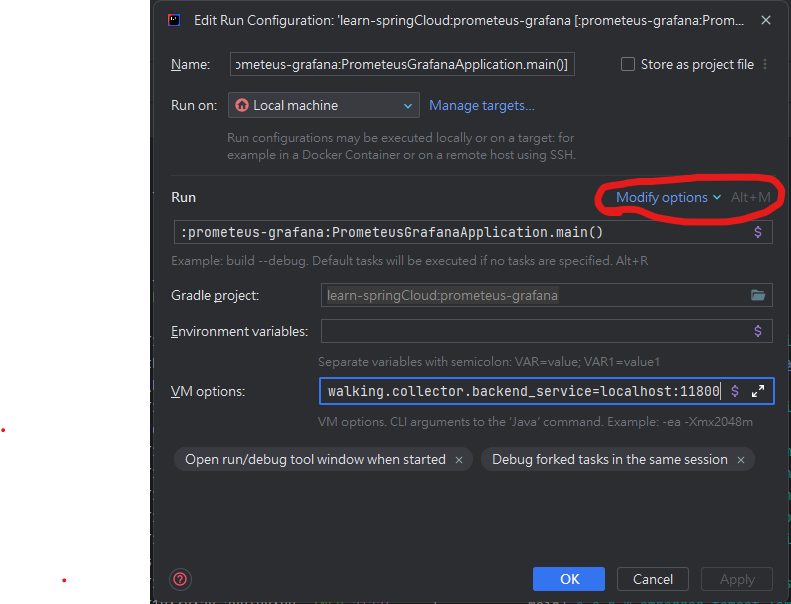 Edit Run Configuration: 'learn-springCloud:prometeus-grafana [:prometeus-grafana:Prom...
Name: ometeus-grafana:PrometeusGrafanaApplication.main()] Store as project file
Run on: Local machine Manage targets...
Run configurations may be executed locally or on a target: for
example in a Docker Container or on a remote host using SSH.
Run Modify options Alt+M
:prometeus-grafana:PrometeusGrafanaApplication.main() $
Example: build --debug. Default tasks will be executed if no tasks are specified. Alt+R
Gradle project: learn-springCloud:prometeus-grafana
Environment variables: $
Separate variables with semicolon: VAR=value; VAR1=value1
VM options: walking.collector.backend_service=localhost:11800 $
VM options. CLI arguments to the 'Java' command. Example: -ea -Xmx2048m
Open run/debug tool window when started × Debug forked tasks in the same session ×
? OK Cancel Apply